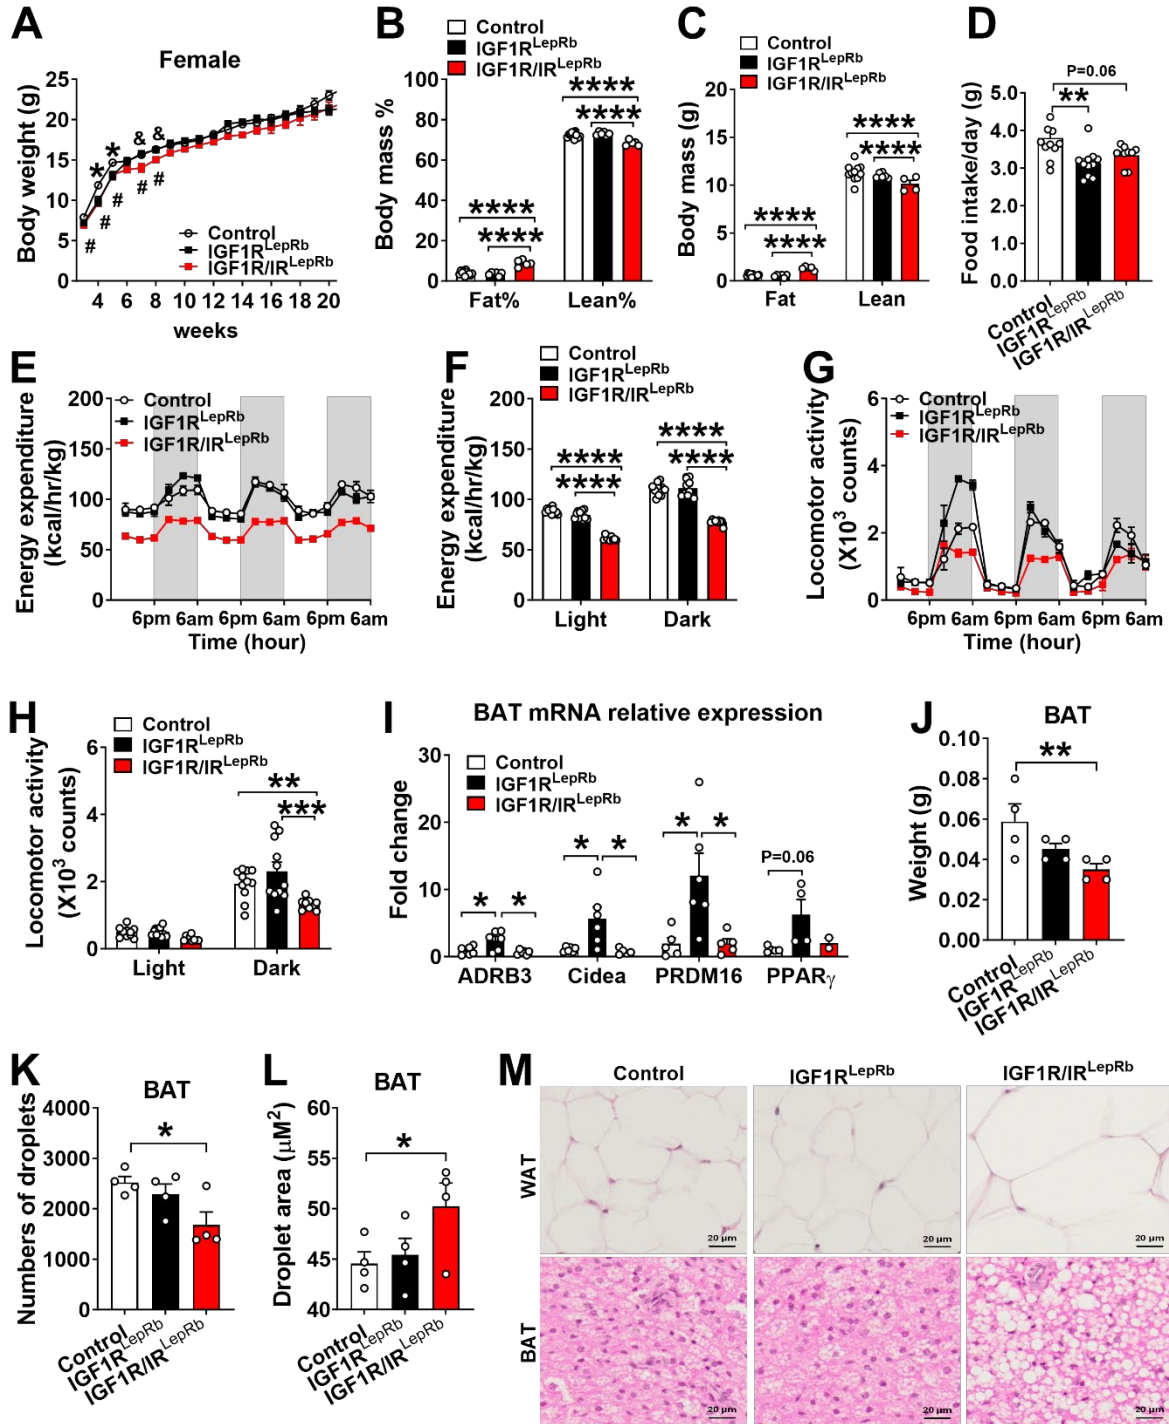 A
Female
Body weight (g)
25
20
15
10
5
0
* * & &
# # # # #
Control
IGF1R^LepRb
IGF1R/IR^LepRb
4 6 8 10 12 14 16 18 20
weeks
B
Control
IGF1R^LepRb
IGF1R/IR^LepRb
Body mass %
100
80
60
40
20
0
****
****
****
****
Fat% Lean%
C
Control
IGF1R^LepRb
IGF1R/IR^LepRb
Body mass (g)
20
15
10
5
0
****
****
****
****
Fat Lean
D
Food intake/day (g)
5.0
4.0
3.0
2.0
1.0
0.0
P=0.06
**
Control
IGF1R^LepRb
IGF1R/IR^LepRb
E
Energy expenditure
(kcal/hr/kg)
200
150
100
50
0
Control
IGF1R^LepRb
IGF1R/IR^LepRb
6pm 6am 6pm 6am 6pm 6am
Time (hour)
F
Control
IGF1R^LepRb
IGF1R/IR^LepRb
Energy expenditure
(kcal/hr/kg)
200
150
100
50
0
****
****
****
****
Light Dark
G
Locomotor activity
(X10³ counts)
6
4
2
0
Control
IGF1R^LepRb
IGF1R/IR^LepRb
6pm 6am 6pm 6am 6pm 6am
Time (hour)
H
Control
IGF1R^LepRb
IGF1R/IR^LepRb
Locomotor activity
(X10³ counts)
6
4
2
0
**
***
Light Dark
I
BAT mRNA relative expression
Control
IGF1R^LepRb
IGF1R/IR^LepRb
Fold change
30
20
10
0
* *
* *
* *
P=0.06
ADRB3 Cidea PRDM16 PPARγ
J
BAT
Weight (g)
0.10
0.08
0.06
0.04
0.02
0.00
**
Control
IGF1R^LepRb
IGF1R/IR^LepRb
K
BAT
Numbers of droplets
4000
3000
2000
1000
0
*
Control
IGF1R^LepRb
IGF1R/IR^LepRb
L
BAT
Droplet area (µM²)
60
55
50
45
40
*
Control
IGF1R^LepRb
IGF1R/IR^LepRb
M
Control IGF1R^LepRb IGF1R/IR^LepRb
WAT
20 µm 20 µm 20 µm
BAT
20 µm 20 µm 20 µm